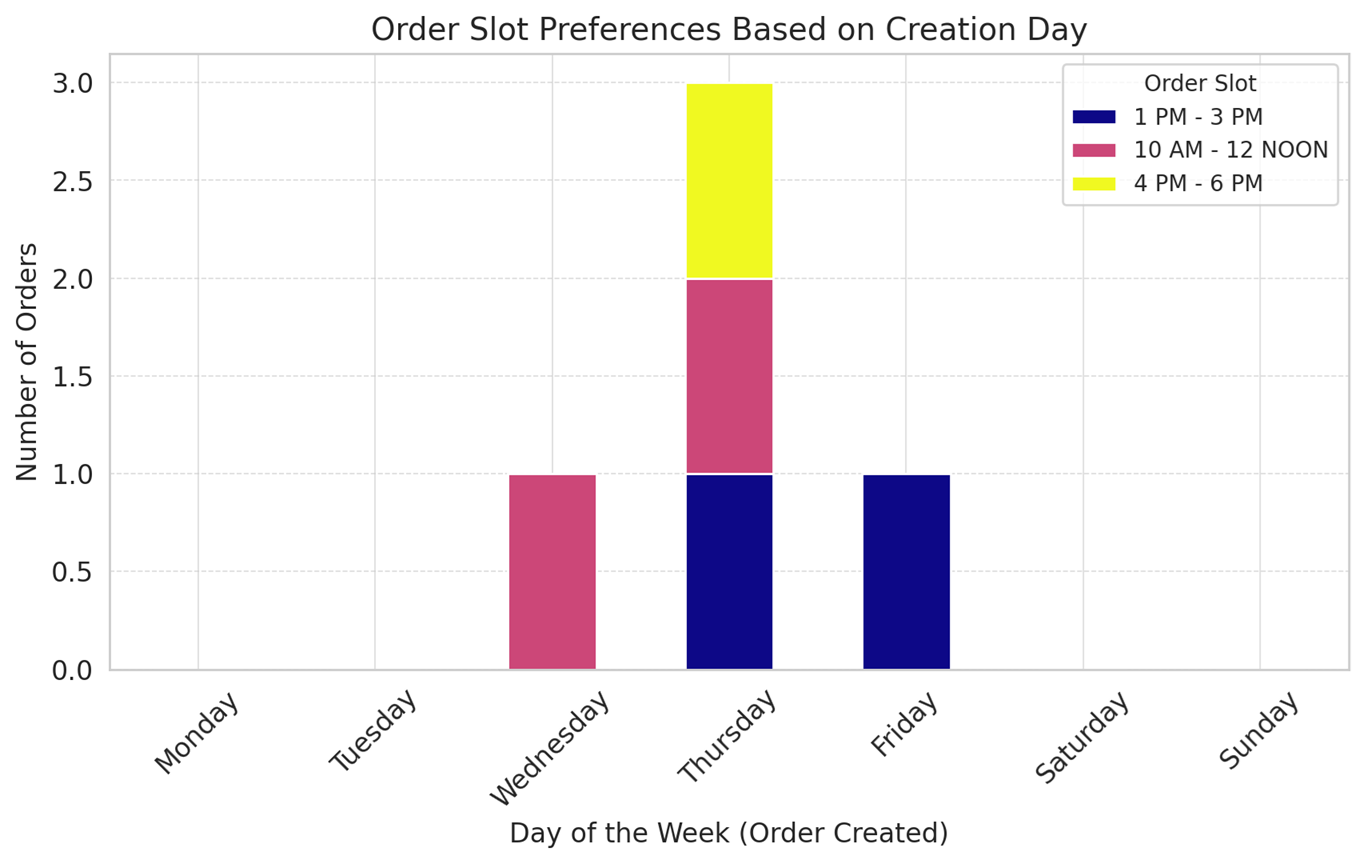 Order Slot Preferences Based on Creation Day
Order Slot
1 PM - 3 PM
10 AM - 12 NOON
4 PM - 6 PM
Number of Orders
3.0
2.5
2.0
1.5
1.0
0.5
0.0
Monday
Tuesday
Wednesday
Thursday
Friday
Saturday
Sunday
Day of the Week (Order Created)